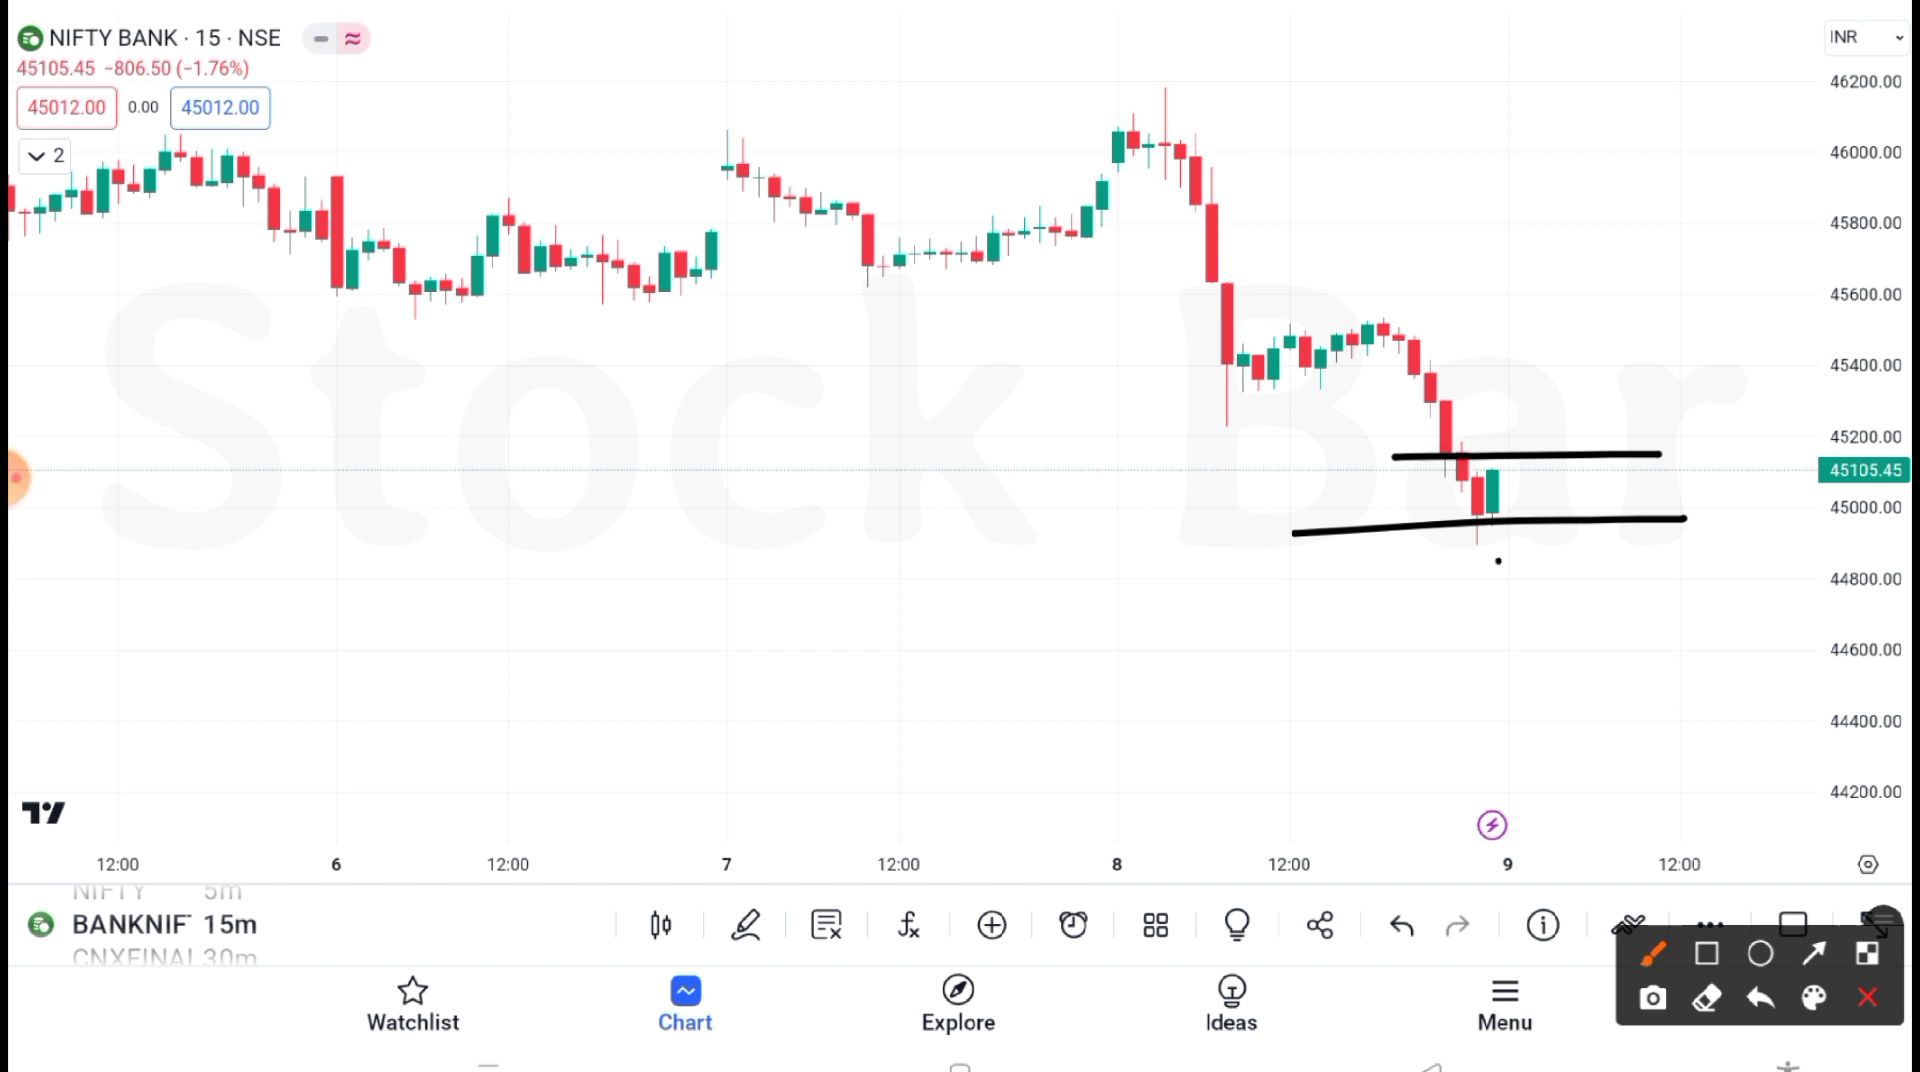 NIFTY BANK · 15 · NSE
INR
45105.45 −806.50 (−1.76%)
45012.00 0.00 45012.00
2
46200.00
46000.00
45800.00
45600.00
45400.00
45200.00
45105.45
45000.00
44800.00
44600.00
44400.00
44200.00
Stock Bar
12:00 6 12:00 7 12:00 8 12:00 9 12:00
NIFTY 5m
BANKNIF 15m
CNXFINAL 30m
Watchlist Chart Explore Ideas Menu